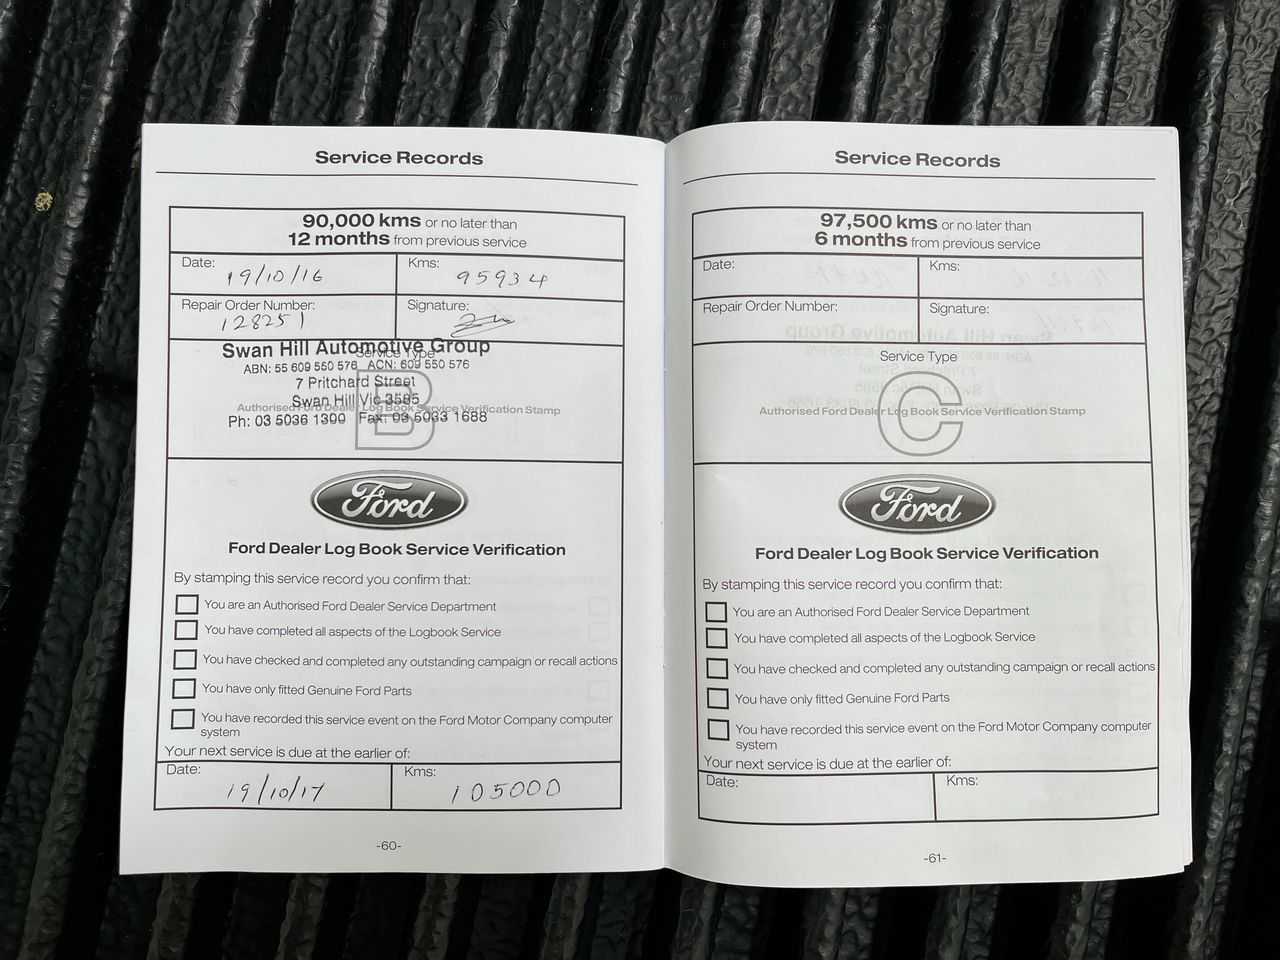 Service Records
90,000 kms or no later than
12 months from previous service
Date: 19/10/16
Kms: 95934
Repair Order Number: 128251
Signature:
Service Type
B
Authorised Ford Dealer Log Book Service Verification Stamp
Swan Hill Automotive Group
ABN: 55 609 550 576 ACN: 609 550 576
7 Pritchard Street
Swan Hill Vic 3585
Ph: 03 5036 1300 Fax: 03 5033 1688
Ford
Ford Dealer Log Book Service Verification
By stamping this service record you confirm that:
You are an Authorised Ford Dealer Service Department
You have completed all aspects of the Logbook Service
You have checked and completed any outstanding campaign or recall actions
You have only fitted Genuine Ford Parts
You have recorded this service event on the Ford Motor Company computer
system
Your next service is due at the earlier of:
Date: 19/10/17
Kms: 105000
-60-
Service Records
97,500 kms or no later than
6 months from previous service
Date:
Kms:
Repair Order Number:
Signature:
Service Type
C
Authorised Ford Dealer Log Book Service Verification Stamp
Ford
Ford Dealer Log Book Service Verification
By stamping this service record you confirm that:
You are an Authorised Ford Dealer Service Department
You have completed all aspects of the Logbook Service
You have checked and completed any outstanding campaign or recall actions
You have only fitted Genuine Ford Parts
You have recorded this service event on the Ford Motor Company computer
system
Your next service is due at the earlier of:
Date:
Kms:
-61-